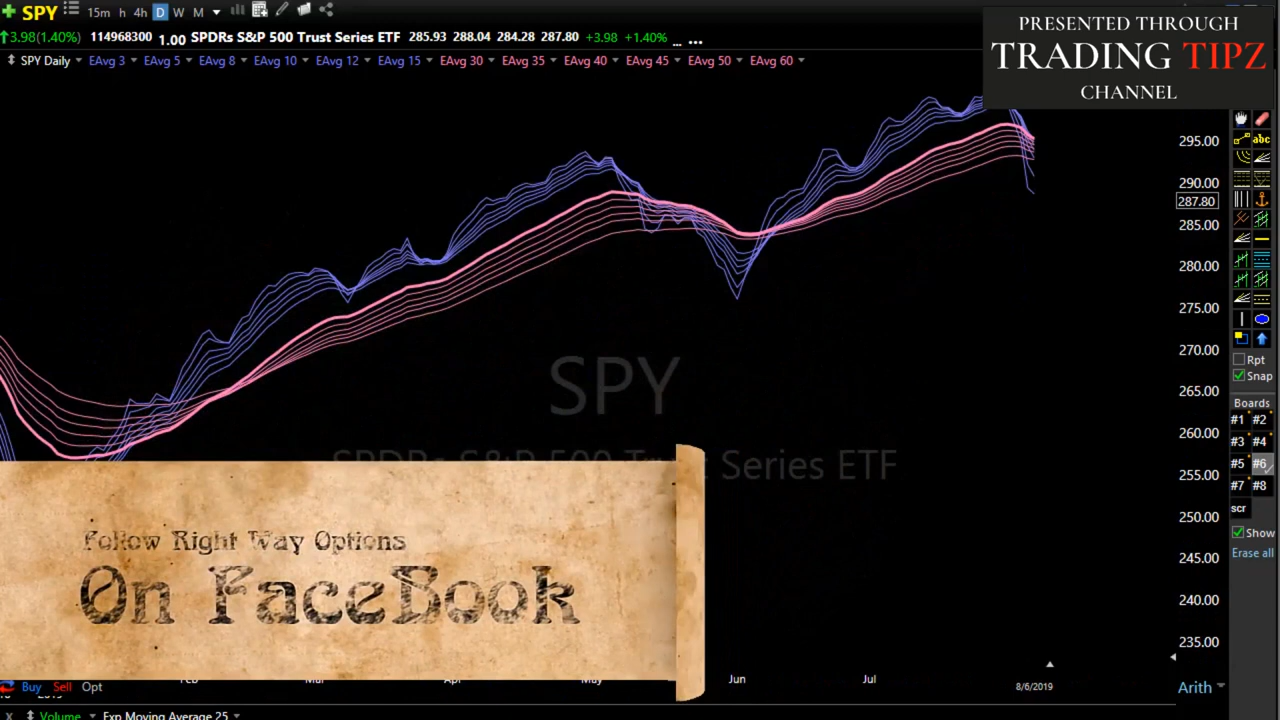 SPY 15m h 4h D W M
3.98(1.40%) 114968300 1.00 SPDRs S&P 500 Trust Series ETF 285.93 288.04 284.28 287.80 +3.98 +1.40% ... ...
SPY Daily EAvg 3 EAvg 5 EAvg 8 EAvg 10 EAvg 12 EAvg 15 EAvg 30 EAvg 35 EAvg 40 EAvg 45 EAvg 50 EAvg 60
PRESENTED THROUGH
TRADING TIPZ
CHANNEL
abc
295.00
290.00
287.80
285.00
280.00
275.00
270.00
265.00
260.00
255.00
250.00
245.00
240.00
235.00
Rpt
Snap
Boards
#1 #2
#3 #4
#5 #6
#7 #8
scr
Show
Erase all
SPY
SPDRs S&P 500 Trust Series ETF
Follow Right Way Options
On FaceBook
Feb Mar Apr May Jun Jul
8/6/2019
Buy Sell Opt
Arith
2019
x Volume Exp Moving Average 25